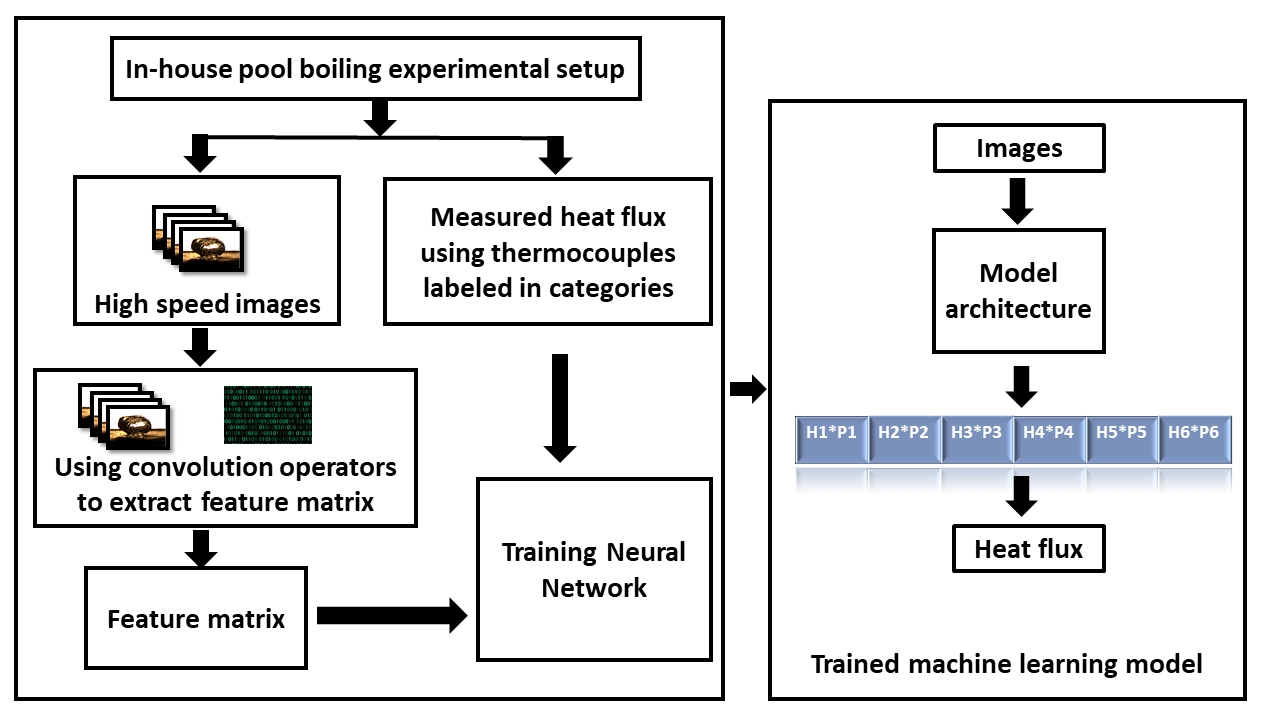 In-house pool boiling experimental setup
High speed images
Measured heat flux
using thermocouples
labeled in categories
Using convolution operators
to extract feature matrix
Feature matrix
Training Neural
Network
Images
Model
architecture
H1*P1 H2*P2 H3*P3 H4*P4 H5*P5 H6*P6
Heat flux
Trained machine learning model